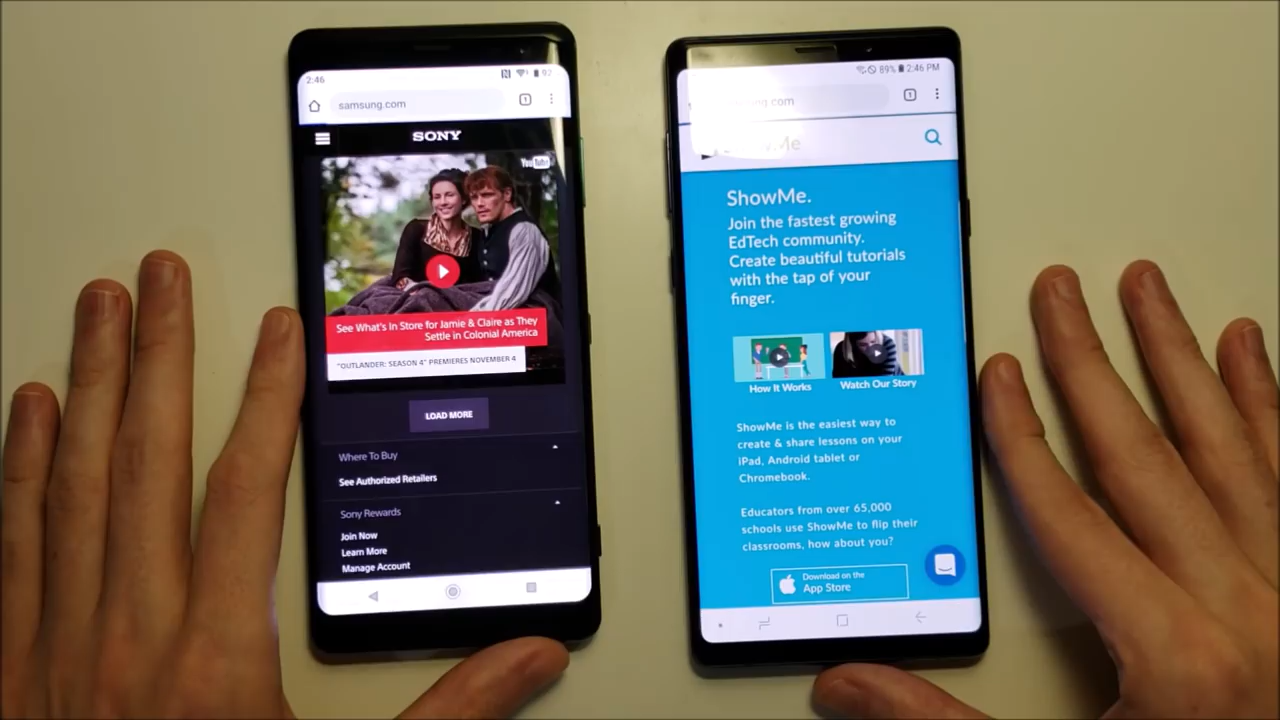 2:46
92
samsung.com
1
SONY
YouTube
See What's In Store for Jamie & Claire as They
Settle in Colonial America
"OUTLANDER: SEASON 4" PREMIERES NOVEMBER 4
LOAD MORE
Where To Buy
See Authorized Retailers
Sony Rewards
Join Now
Learn More
Manage Account
89% 2:46 PM
1
ShowMe.
Join the fastest growing
EdTech community.
Create beautiful tutorials
with the tap of your
finger.
How It Works
Watch Our Story
ShowMe is the easiest way to
create & share lessons on your
iPad, Android tablet or
Chromebook.
Educators from over 65,000
schools use ShowMe to flip their
classrooms, how about you?
Download on the
App Store